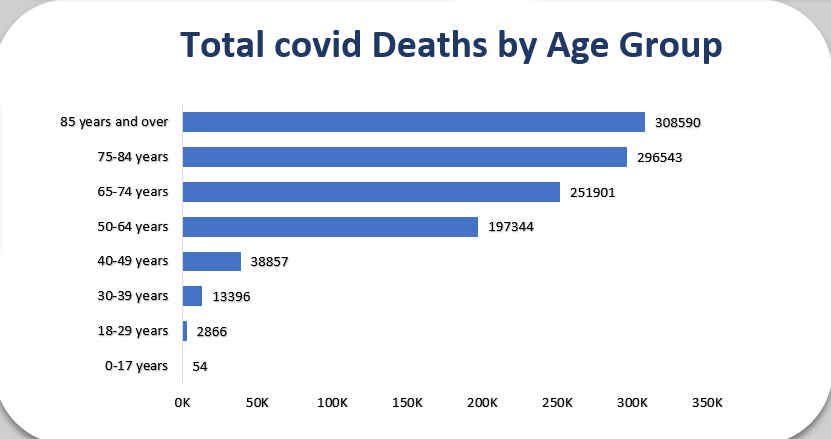 Total covid Deaths by Age Group
85 years and over 308590
75-84 years 296543
65-74 years 251901
50-64 years 197344
40-49 years 38857
30-39 years 13396
18-29 years 2866
0-17 years 54
0K 50K 100K 150K 200K 250K 300K 350K